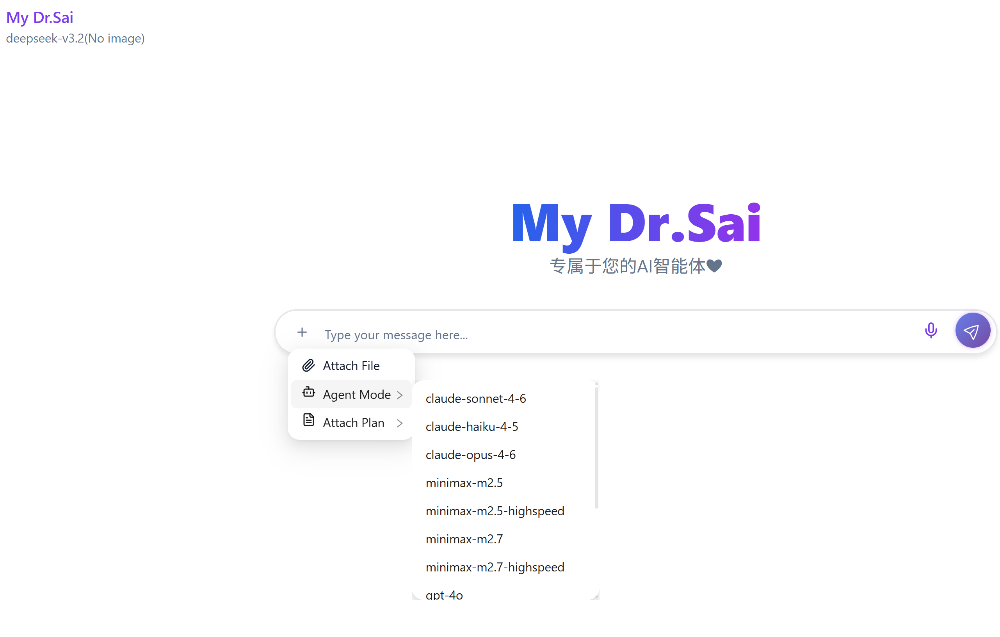 My Dr.Sai
deepseek-v3.2(No image)
My Dr.Sai
专属于您的AI智能体
Type your message here...
Attach File
Agent Mode
Attach Plan
claude-sonnet-4-6
claude-haiku-4-5
claude-opus-4-6
minimax-m2.5
minimax-m2.5-highspeed
minimax-m2.7
minimax-m2.7-highspeed
gpt-4o